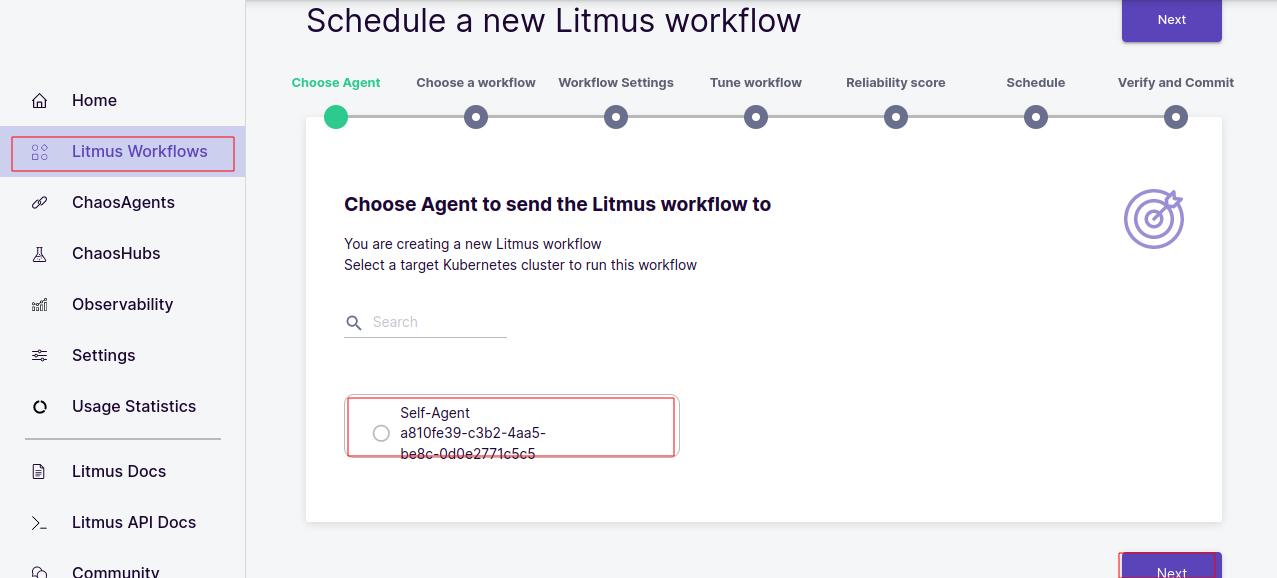 Schedule a new Litmus workflow
Next
Choose Agent
Choose a workflow
Workflow Settings
Tune workflow
Reliability score
Schedule
Verify and Commit
Home
Litmus Workflows
ChaosAgents
ChaosHubs
Observability
Settings
Usage Statistics
Litmus Docs
Litmus API Docs
Community
Choose Agent to send the Litmus workflow to
You are creating a new Litmus workflow
Select a target Kubernetes cluster to run this workflow
Search
Self-Agent
a810fe39-c3b2-4aa5-
be8c-0d0e2771c5c5
Next